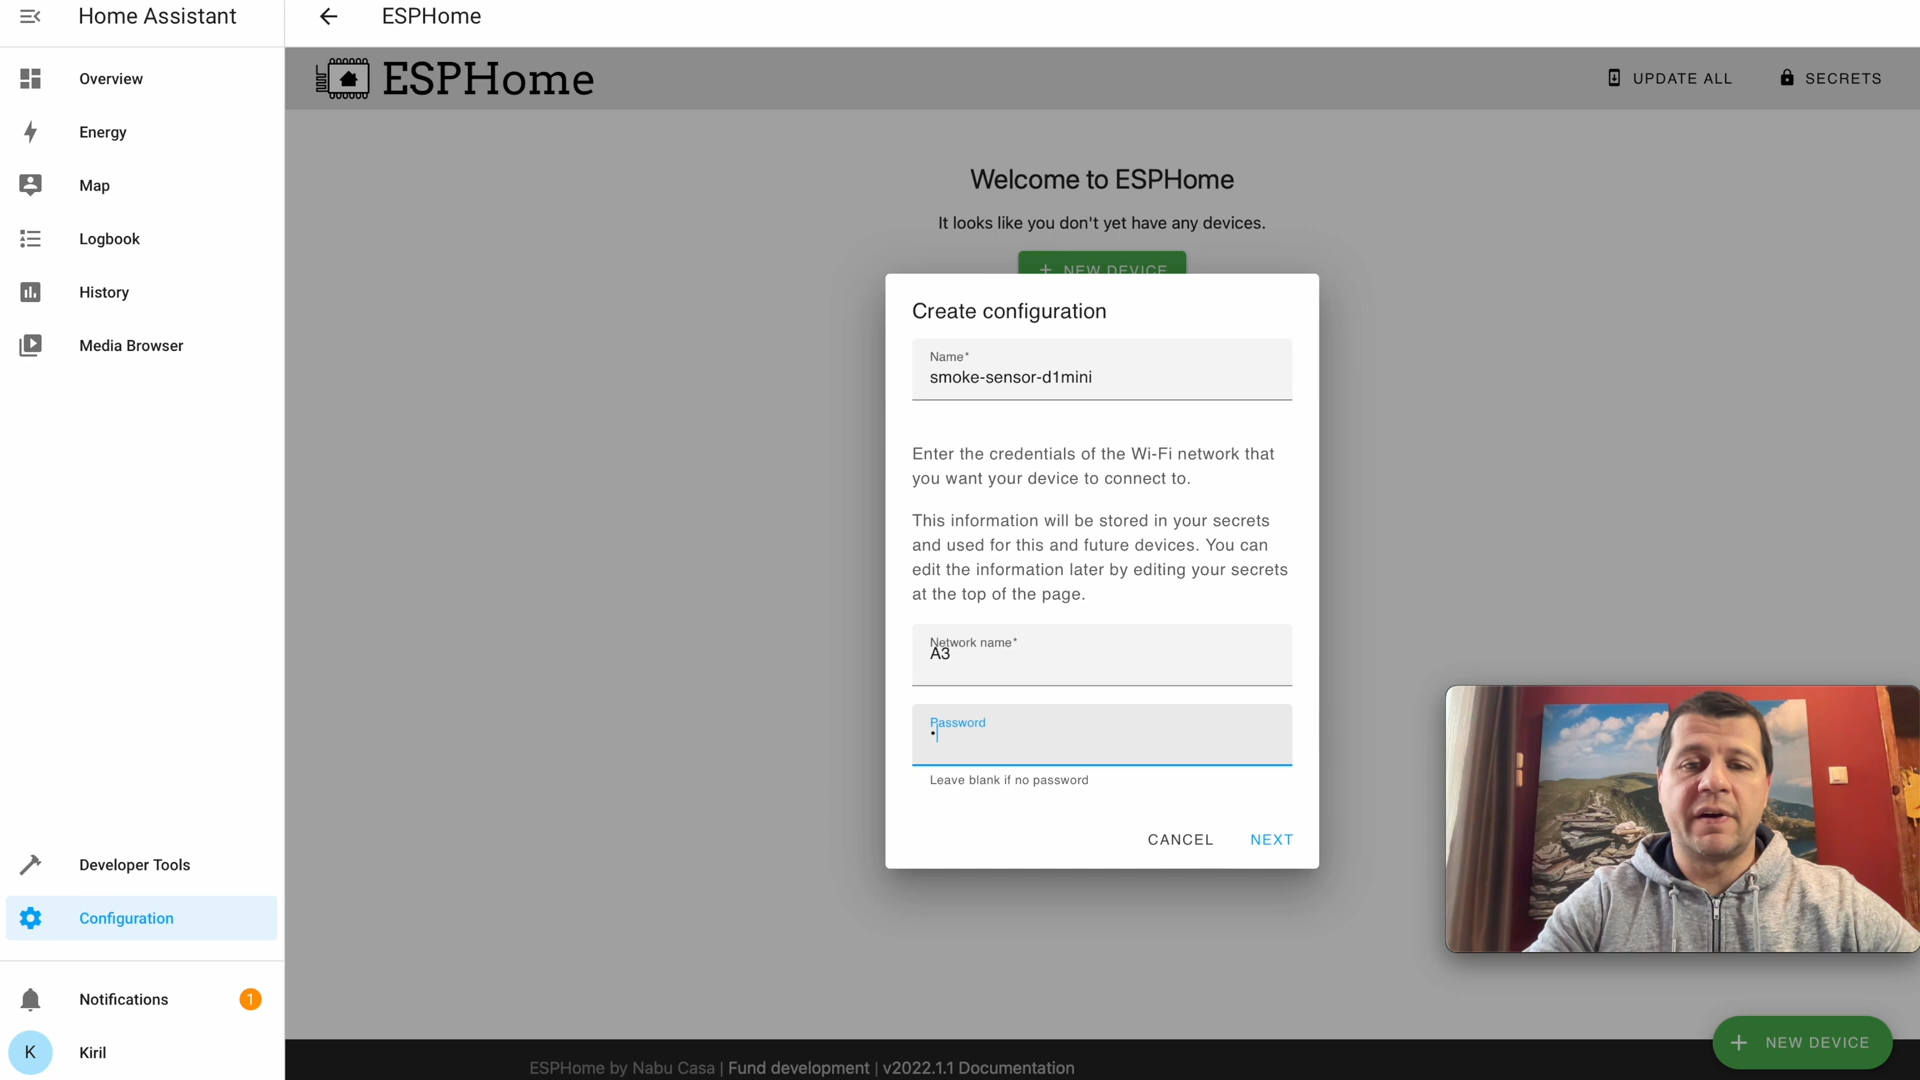 Home Assistant
ESPHome
ESPHome
UPDATE ALL
SECRETS
Overview
Energy
Map
Logbook
History
Media Browser
Developer Tools
Configuration
Notifications
1
K
Kiril
Welcome to ESPHome
It looks like you don't yet have any devices.
+ NEW DEVICE
Create configuration
Name*
smoke-sensor-d1mini
Enter the credentials of the Wi-Fi network that
you want your device to connect to.
This information will be stored in your secrets
and used for this and future devices. You can
edit the information later by editing your secrets
at the top of the page.
Network name*
A3
Password
•
Leave blank if no password
CANCEL
NEXT
+ NEW DEVICE
ESPHome by Nabu Casa | Fund development | v2022.1.1 Documentation